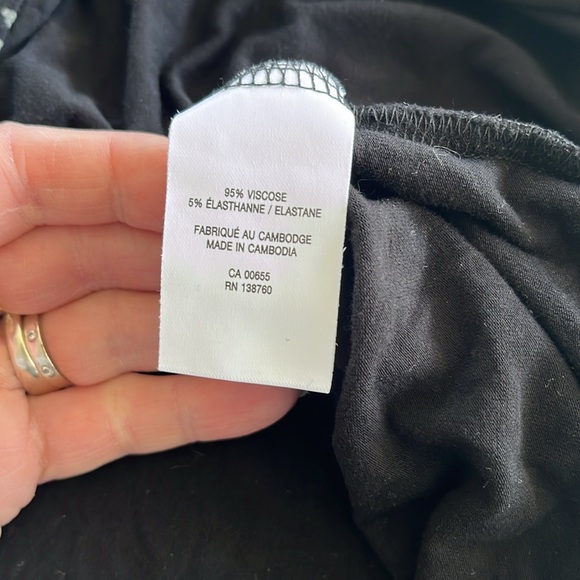 95% VISCOSE
5% ÉLASTHANNE / ELASTANE
FABRIQUÉ AU CAMBODGE
MADE IN CAMBODIA
CA 00655
RN 138760